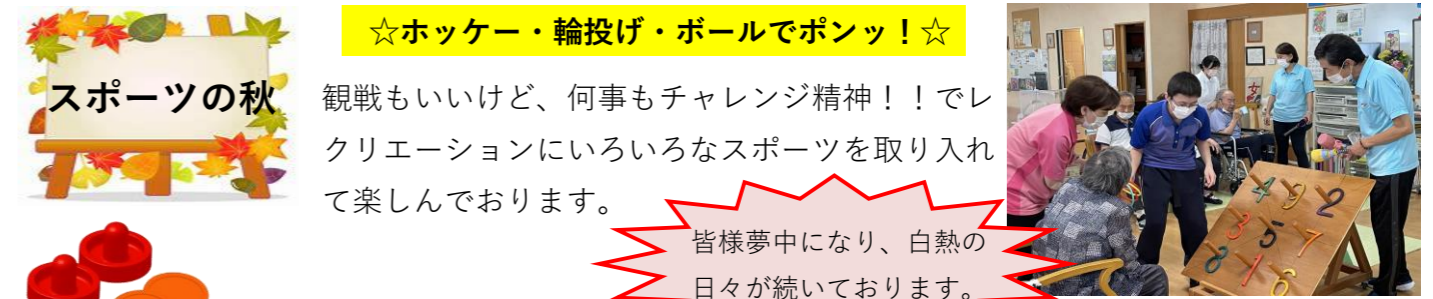 ☆ホッケー・輪投げ・ボールでポンッ！☆
スポーツの秋
観戦もいいけど、何事もチャレンジ精神！！でレ
クリエーションにいろいろなスポーツを取り入れ
て楽しんでおります。
皆様夢中になり、白熱の
日々が続いております。
4 9 2
3 5 7
8 1 6